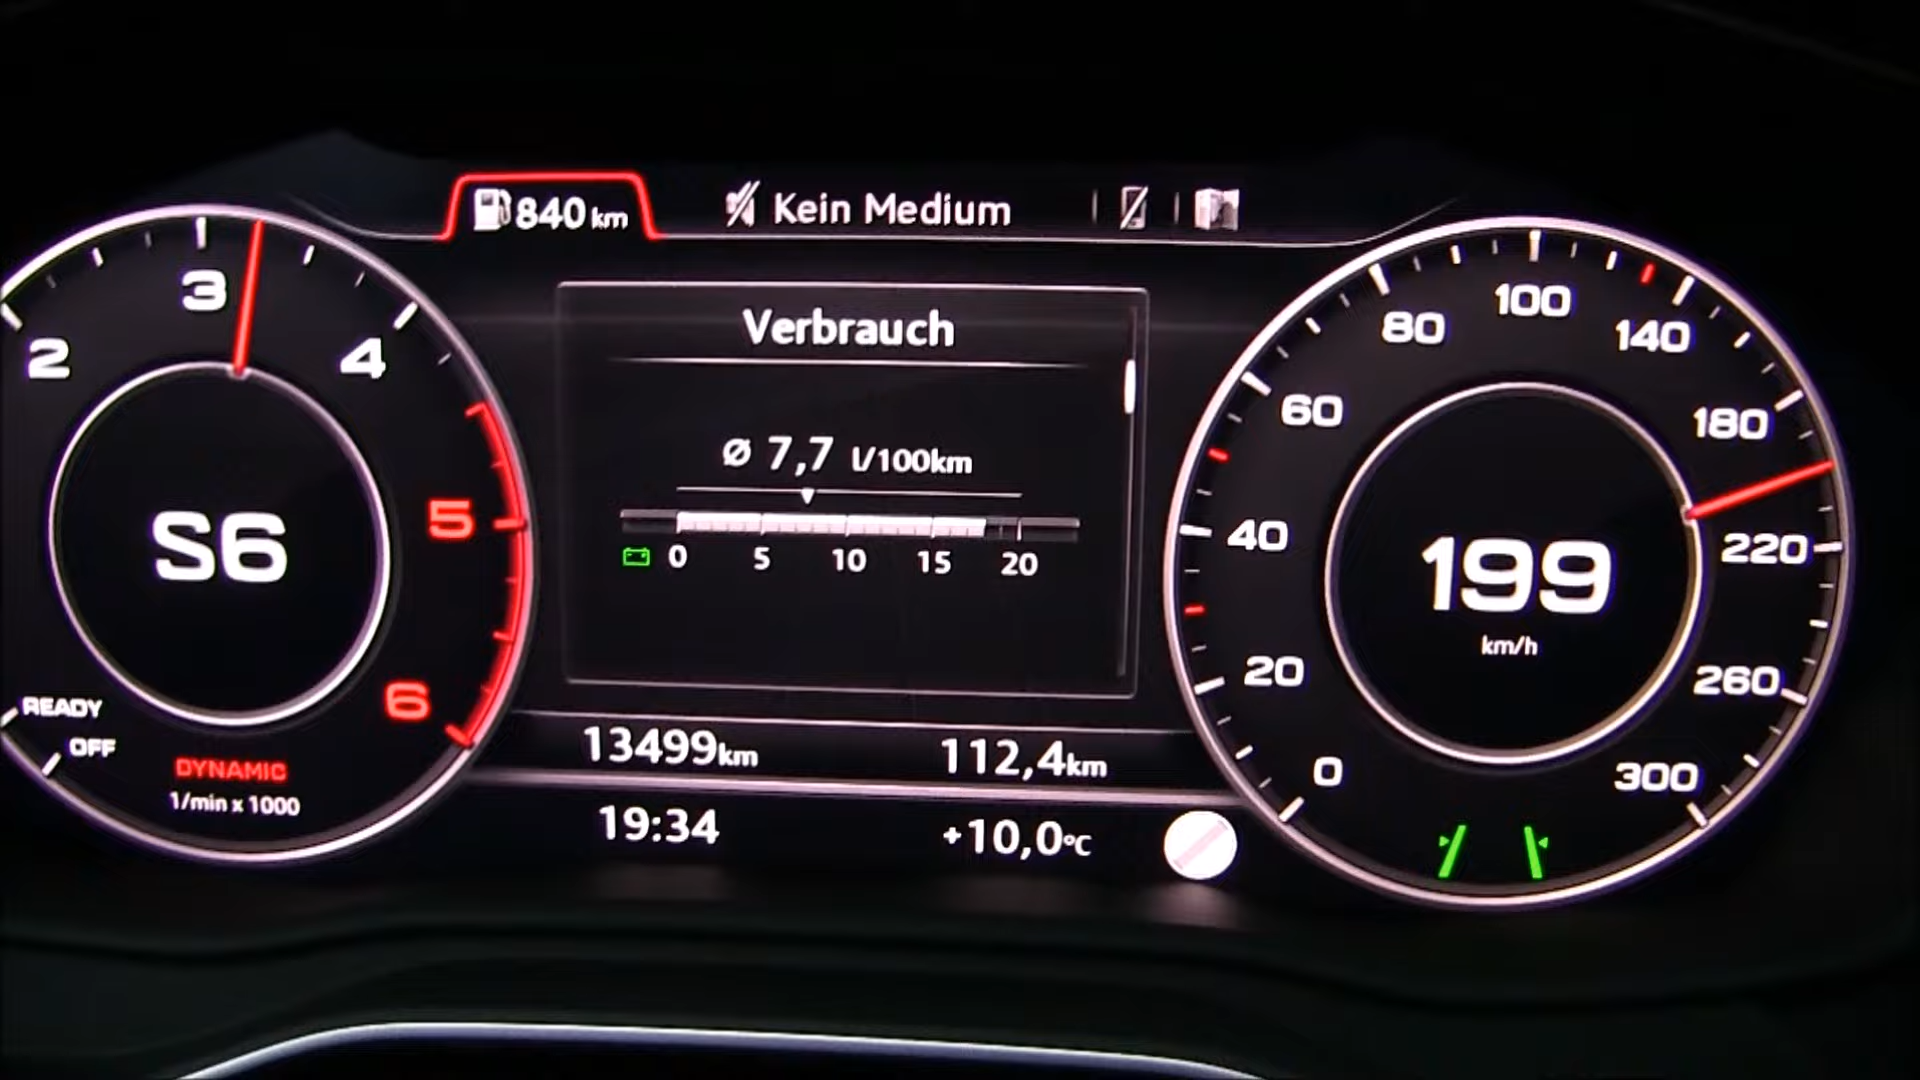 840 km
Kein Medium
Verbrauch
ø 7,7 l/100km
0 5 10 15 20
2 3 4 5 6
S6
READY
OFF
DYNAMIC
1/min x 1000
0 20 40 60 80 100 140 180 220 260 300
199
km/h
13499km
112,4km
19:34
+10,0°C